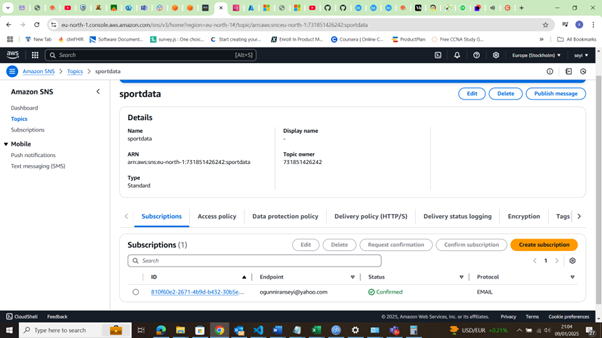 eu-north-1.console.aws.amazon.com/sns/v3/home?region=eu-north-1#/topic/arn:aws:sns:eu-north-1:731851426242:sportdata
New Tab chefHIR Software Document... survey.js : One choic... Start creating your... Enroll In Product M... Coursera | Online C... ProductPlan Free CCNA Study G... » All Bookmarks
aws Search [Alt+S] Europe (Stockholm) seyi
Amazon SNS > Topics > sportdata
Amazon SNS
Dashboard
Topics
Subscriptions
Mobile
Push notifications
Text messaging (SMS)
sportdata Edit Delete Publish message
Details
Name
sportdata
Display name
-
ARN
arn:aws:sns:eu-north-1:731851426242:sportdata
Topic owner
731851426242
Type
Standard
Subscriptions Access policy Data protection policy Delivery policy (HTTP/S) Delivery status logging Encryption Tags
Subscriptions (1) Edit Delete Request confirmation Confirm subscription Create subscription
Search 1
ID Endpoint Status Protocol
810f60e2-2671-4b9d-b432-30b5e... ogunniranseyi@yahoo.com Confirmed EMAIL
CloudShell Feedback © 2025, Amazon Web Services, Inc. or its affiliates. Privacy Terms Cookie preferences
Type here to search USD/EUR +0.21% 21:04
09/01/2025